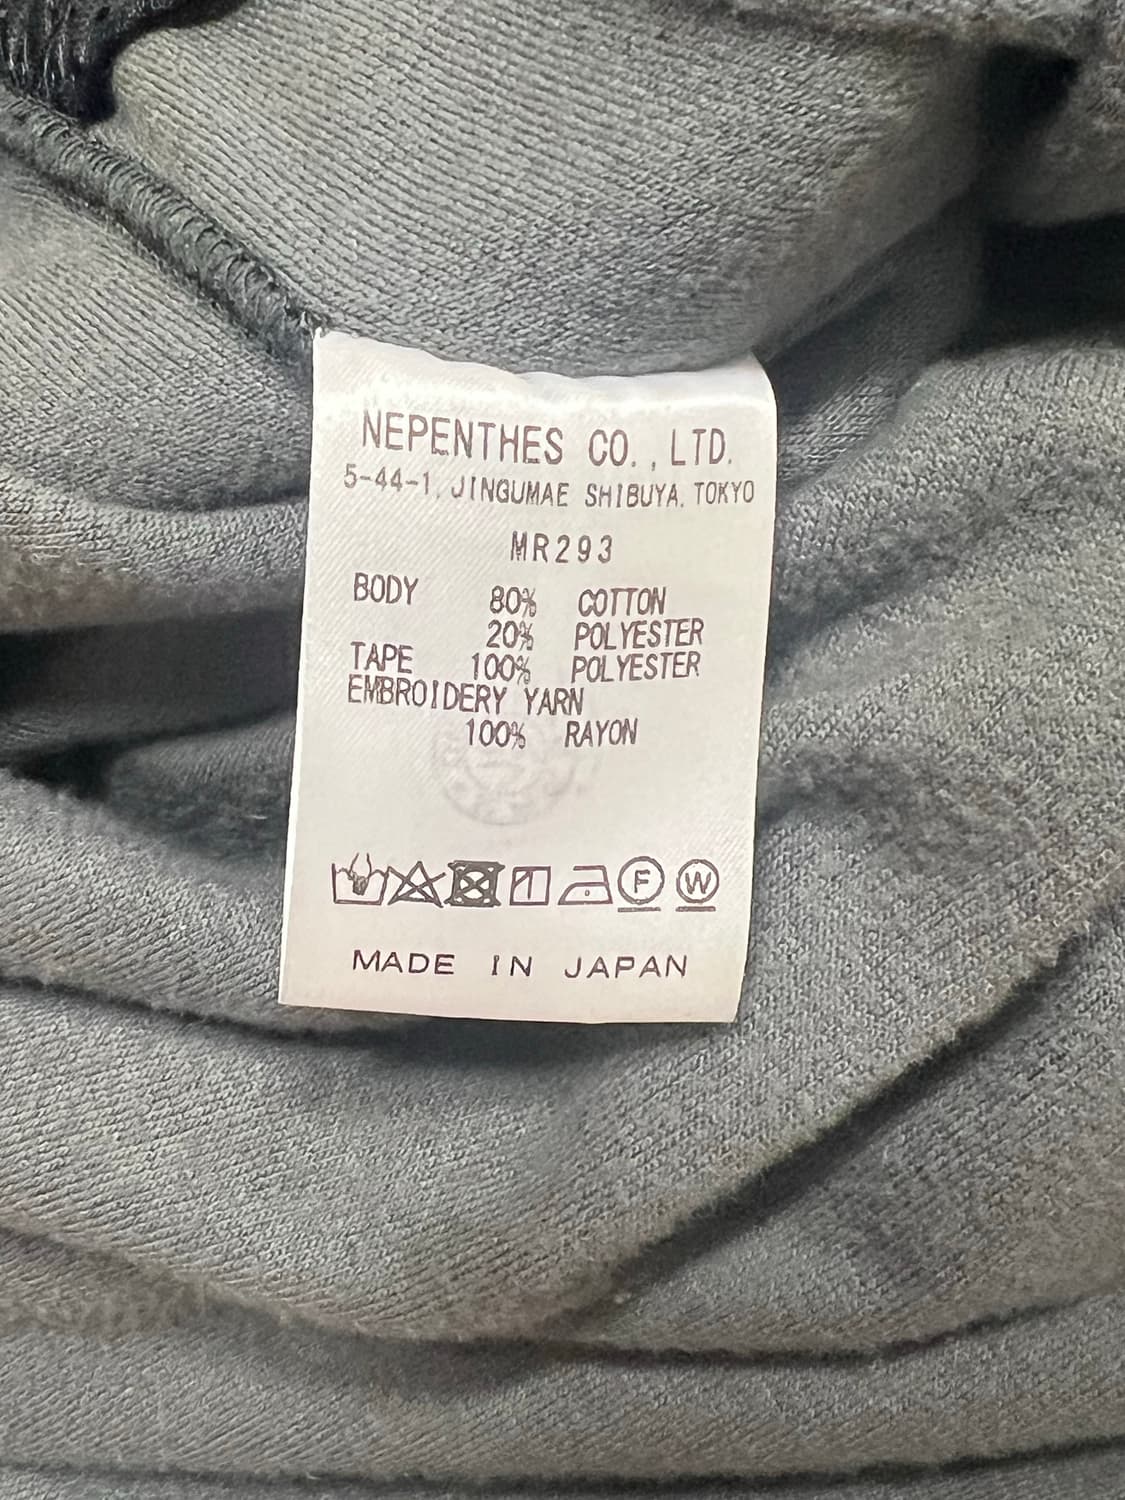 NEPENTHES CO., LTD.
5-44-1, JINGUMAE SHIBUYA, TOKYO
MR293
BODY 80% COTTON
20% POLYESTER
TAPE 100% POLYESTER
EMBROIDERY YARN
100% RAYON
F W
MADE IN JAPAN